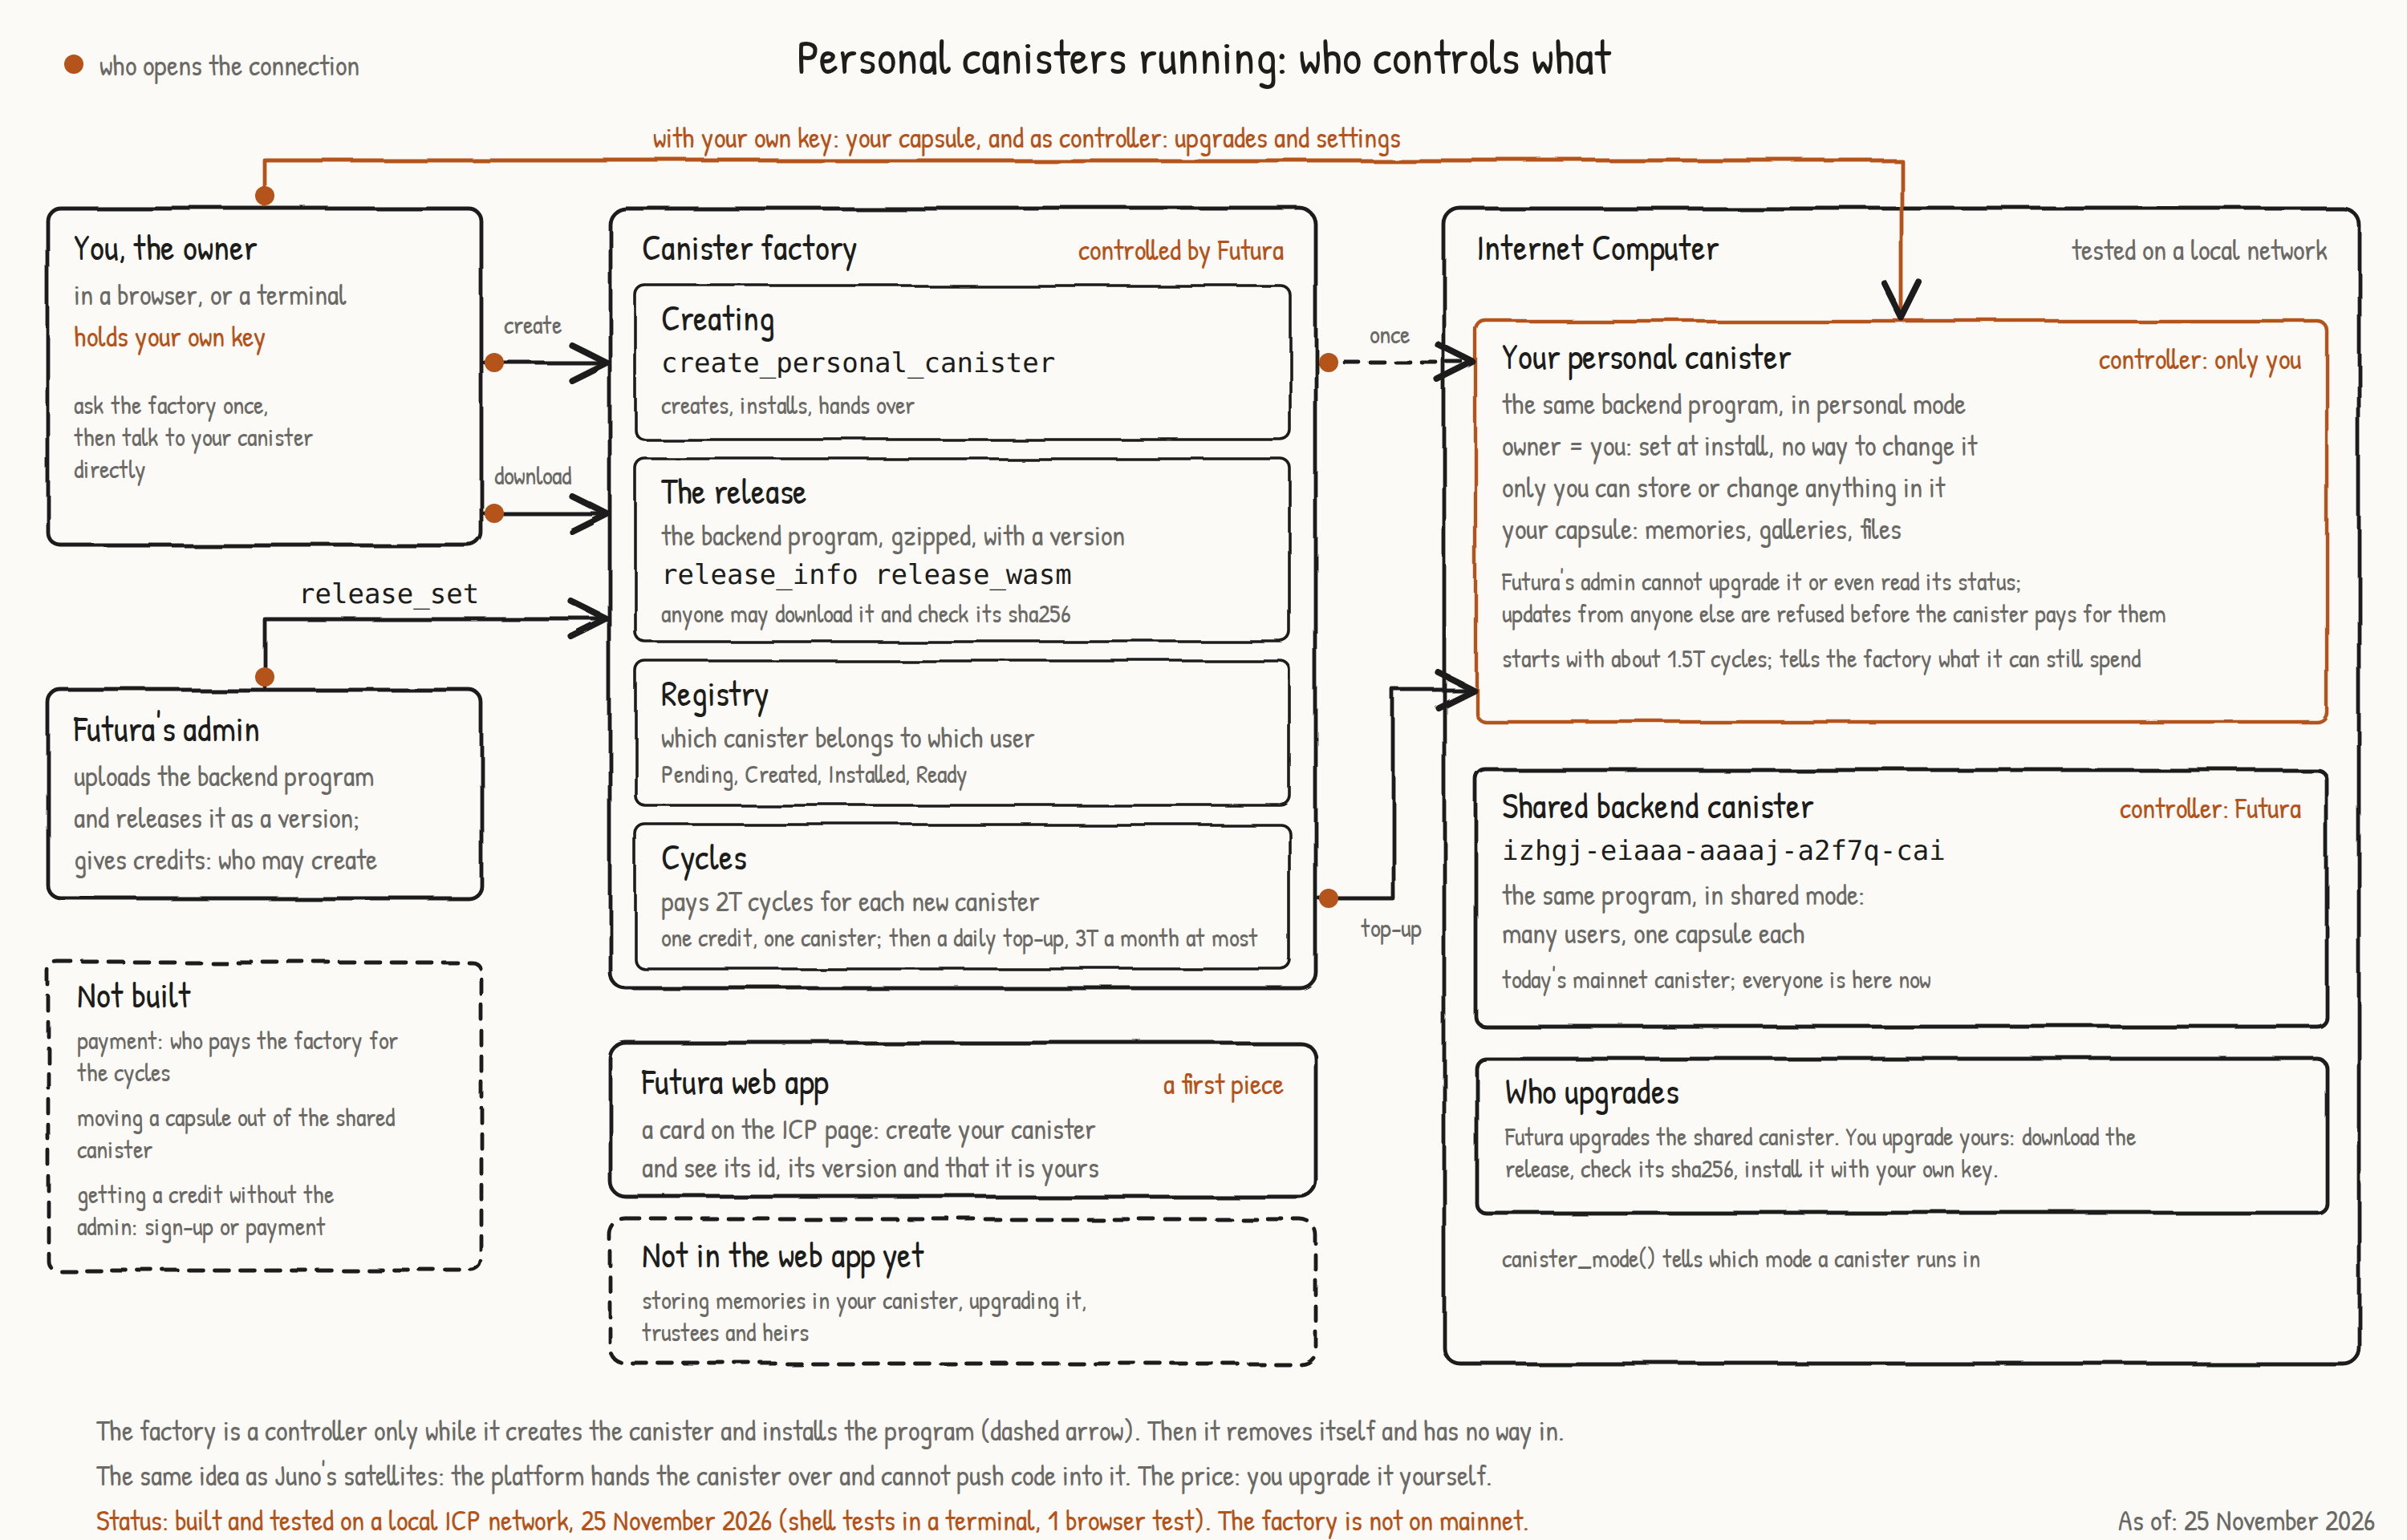 who opens the connection
Personal canisters running: who controls what
with your own key: your capsule, and as controller: upgrades and settings
You, the owner
in a browser, or a terminal
holds your own key
ask the factory once,
then talk to your canister
directly
create
download
release_set
Futura's admin
uploads the backend program
and releases it as a version;
gives credits: who may create
Not built
payment: who pays the factory for
the cycles
moving a capsule out of the shared
canister
getting a credit without the
admin: sign-up or payment
Canister factory
controlled by Futura
Creating
create_personal_canister
creates, installs, hands over
The release
the backend program, gzipped, with a version
release_info release_wasm
anyone may download it and check its sha256
Registry
which canister belongs to which user
Pending, Created, Installed, Ready
Cycles
pays 2T cycles for each new canister
one credit, one canister; then a daily top-up, 3T a month at most
Futura web app
a first piece
a card on the ICP page: create your canister
and see its id, its version and that it is yours
Not in the web app yet
storing memories in your canister, upgrading it,
trustees and heirs
once
top-up
Internet Computer
tested on a local network
Your personal canister
controller: only you
the same backend program, in personal mode
owner = you: set at install, no way to change it
only you can store or change anything in it
your capsule: memories, galleries, files
Futura's admin cannot upgrade it or even read its status;
updates from anyone else are refused before the canister pays for them
starts with about 1.5T cycles; tells the factory what it can still spend
Shared backend canister
controller: Futura
izhgj-eiaaa-aaaaj-a2f7q-cai
the same program, in shared mode:
many users, one capsule each
today's mainnet canister; everyone is here now
Who upgrades
Futura upgrades the shared canister. You upgrade yours: download the
release, check its sha256, install it with your own key.
canister_mode() tells which mode a canister runs in
The factory is a controller only while it creates the canister and installs the program (dashed arrow). Then it removes itself and has no way in.
The same idea as Juno's satellites: the platform hands the canister over and cannot push code into it. The price: you upgrade it yourself.
Status: built and tested on a local ICP network, 25 November 2026 (shell tests in a terminal, 1 browser test). The factory is not on mainnet.
As of: 25 November 2026